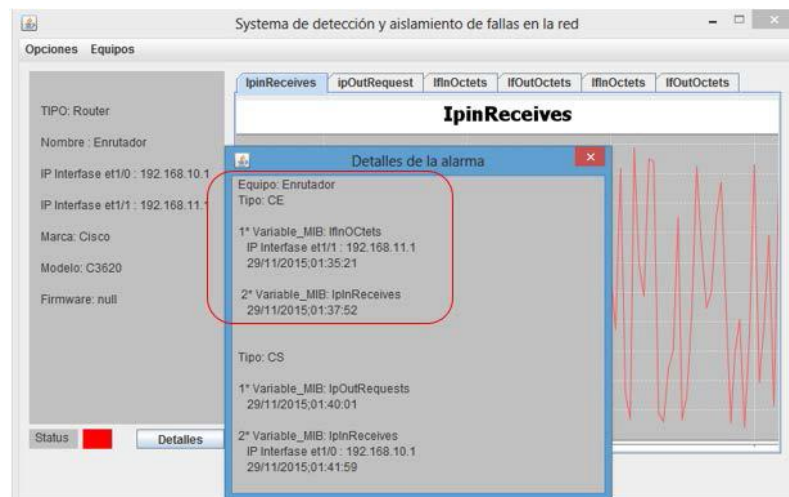 Systema de detección y aislamiento de fallas en la red
Opciones Equipos
IpinReceives ipOutRequest IfInOctets IfOutOctets IfInOctets IfOutOctets
IpinReceives
TIPO: Router
Nombre : Enrutador
IP Interfase et1/0 : 192.168.10.1
IP Interfase et1/1 : 192.168.11.1
Marca: Cisco
Modelo: C3620
Firmware: null
Status
Detalles
Detalles de la alarma
Equipo: Enrutador
Tipo: CE
1* Variable_MIB: IfInOCtets
IP Interfase et1/1 : 192.168.11.1
29/11/2015;01:35:21
2* Variable_MIB: IpInReceives
29/11/2015;01:37:52
Tipo: CS
1* Variable_MIB: IpOutRequests
29/11/2015;01:40:01
2* Variable_MIB: IpInReceives
IP Interfase et1/0 : 192.168.10.1
29/11/2015;01:41:59